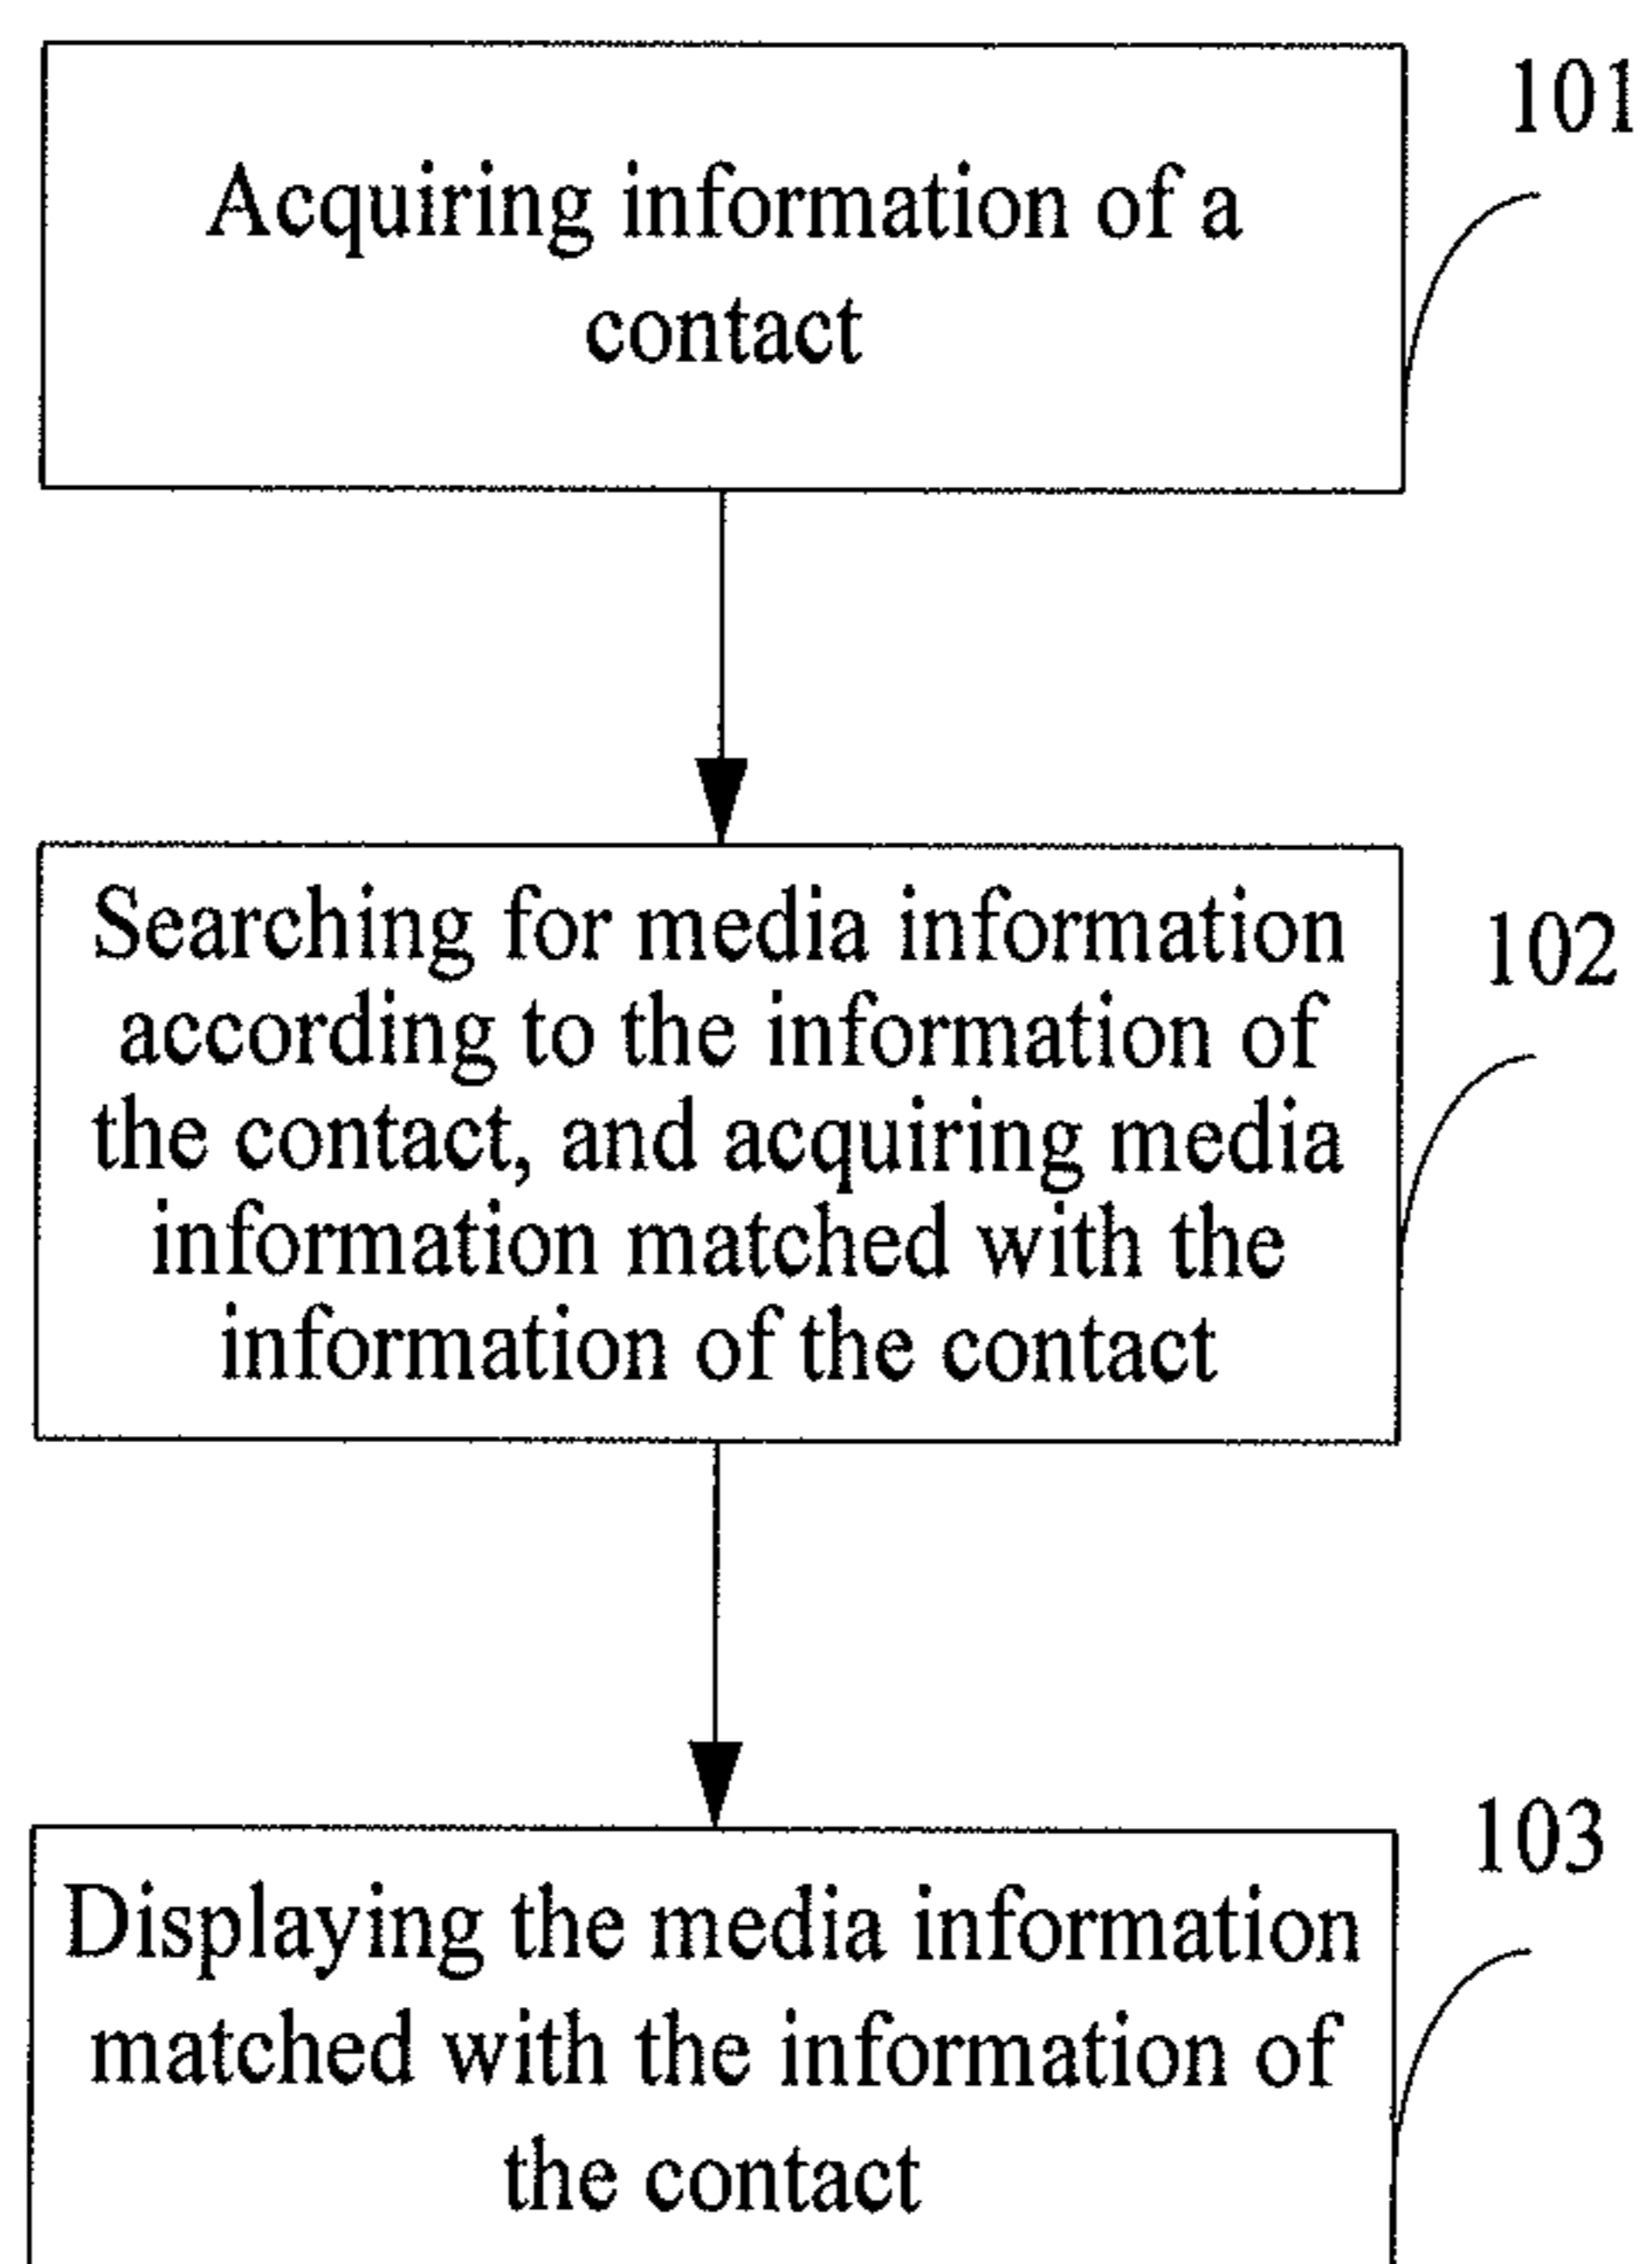 101
Acquiring information of a
contact
Searching for media information
102
according to the information of
the contact, and acquiring media
information matched with the
information of the contact
103
Displaying the media information
matched with the information of
the contact